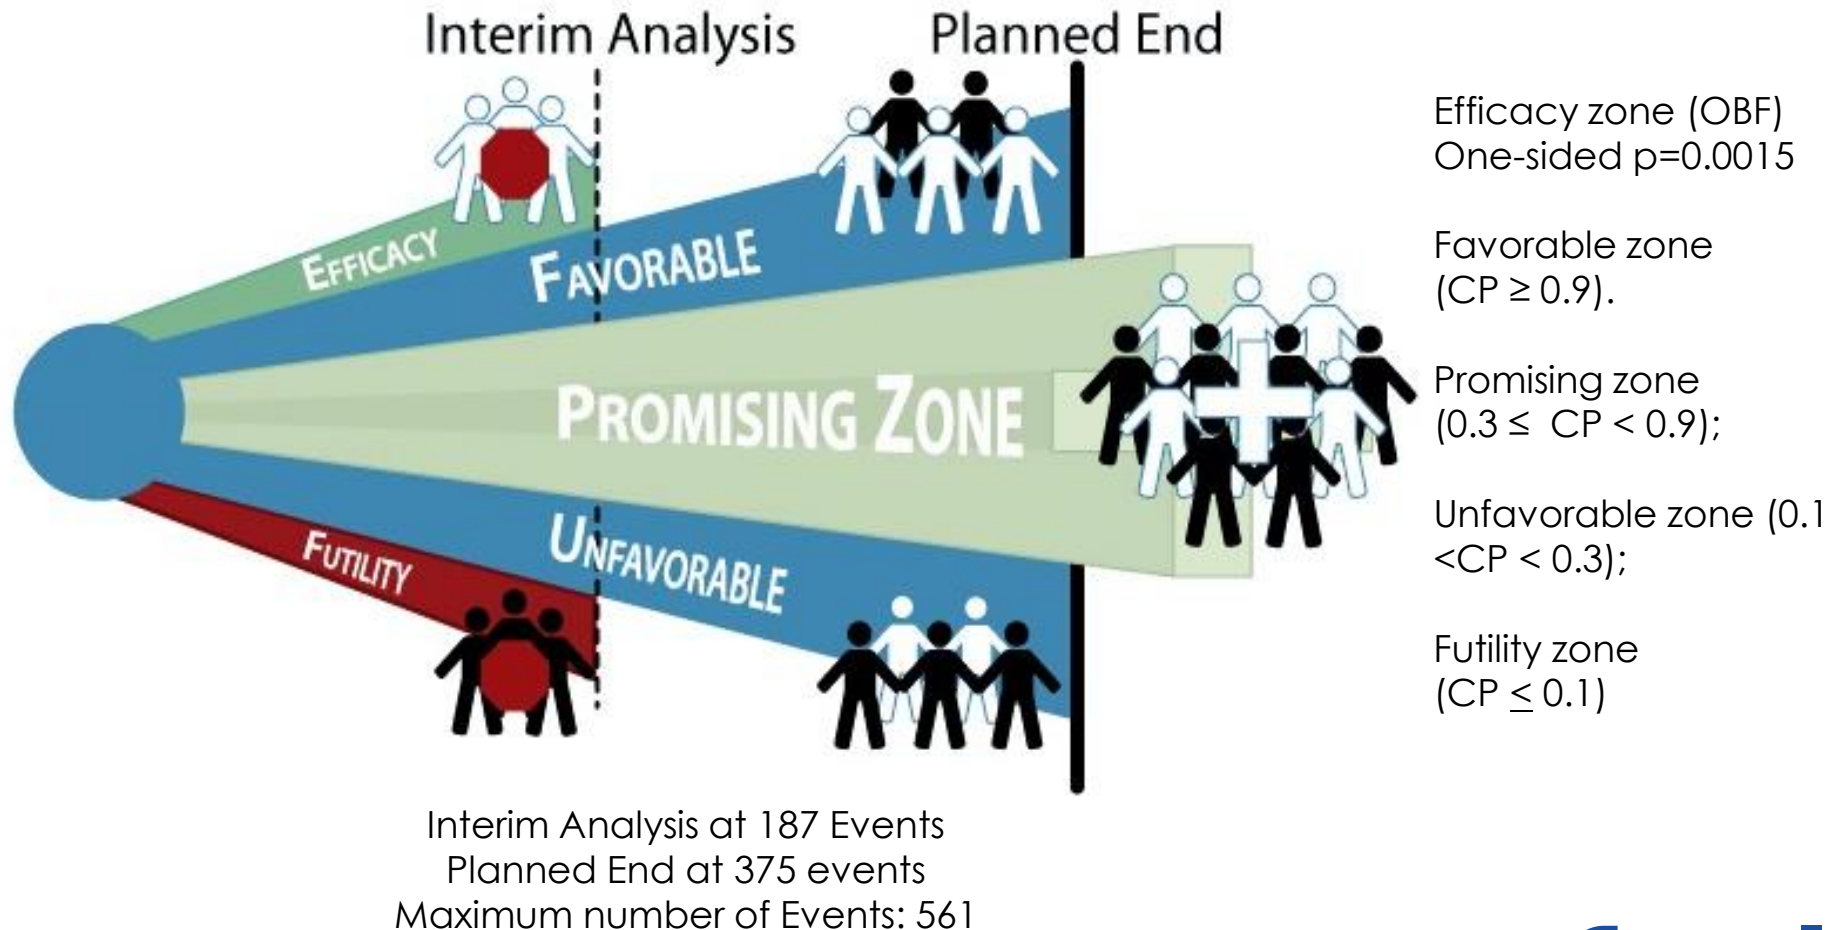 Interim Analysis
Planned End
EFFICACY
FAVORABLE
PROMISING ZONE
UNFAVORABLE
FUTILITY
Efficacy zone (OBF)
One-sided p=0.0015
Favorable zone
(CP ≥ 0.9).
Promising zone
(0.3 ≤ CP < 0.9);
Unfavorable zone (0.1
<CP < 0.3);
Futility zone
(CP ≤ 0.1)
Interim Analysis at 187 Events
Planned End at 375 events
Maximum number of Events: 561